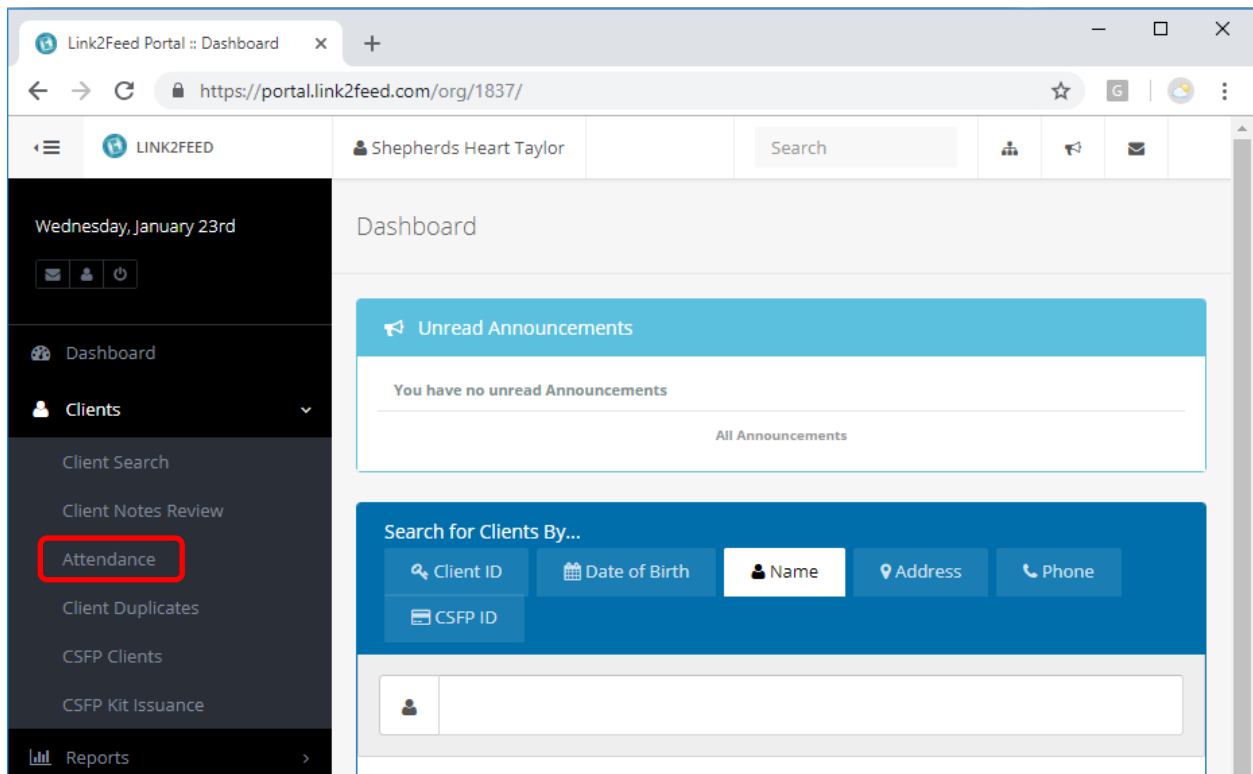 Link2Feed Portal :: Dashboard
https://portal.link2feed.com/org/1837/
G
LINK2FEED
Shepherds Heart Taylor
Search
Wednesday, January 23rd
Dashboard
Clients
Client Search
Client Notes Review
Attendance
Client Duplicates
CSFP Clients
CSFP Kit Issuance
Reports
Dashboard
Unread Announcements
You have no unread Announcements
All Announcements
Search for Clients By...
Client ID
Date of Birth
Name
Address
Phone
CSFP ID